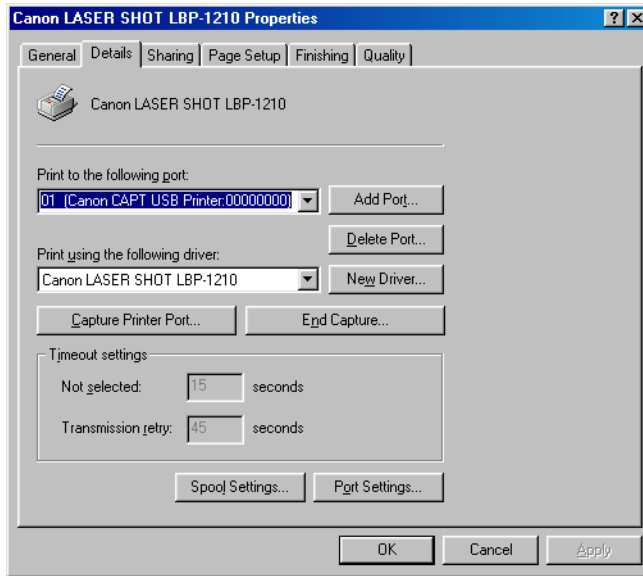 Canon LASER SHOT LBP-1210 Properties
General Details Sharing Page Setup Finishing Quality
Canon LASER SHOT LBP-1210
Print to the following port:
01 (Canon CAPT USB Printer:00000000) Add Port...
Delete Port...
Print using the following driver:
Canon LASER SHOT LBP-1210 New Driver...
Capture Printer Port... End Capture...
Timeout settings
Not selected: 15 seconds
Transmission retry: 45 seconds
Spool Settings... Port Settings...
OK Cancel Apply